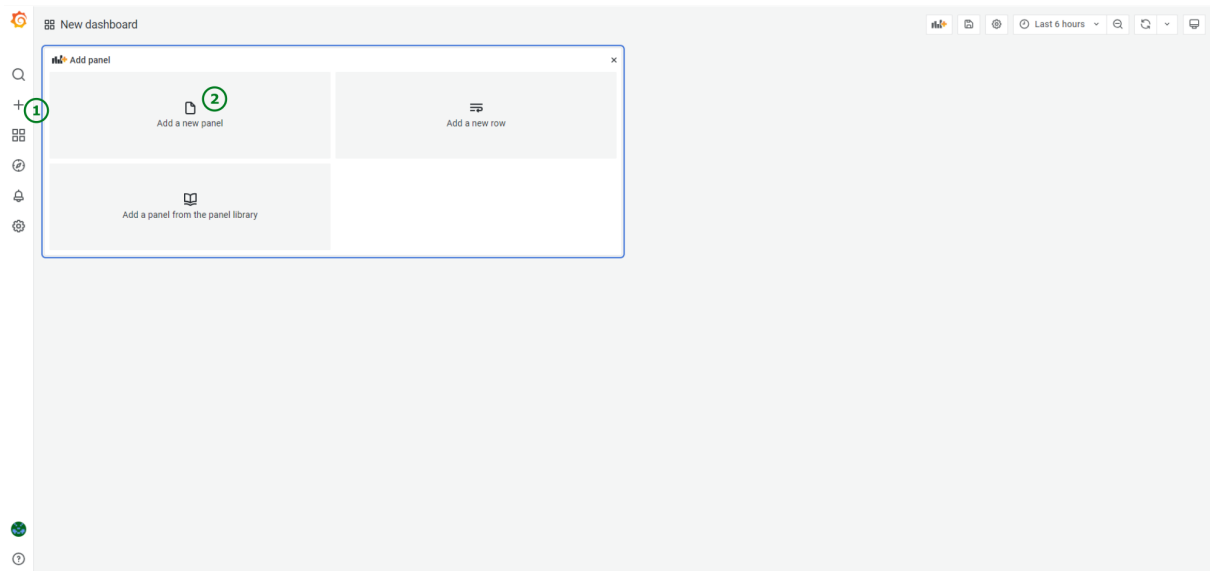 New dashboard
Last 6 hours
Add panel
1
2
Add a new panel
Add a new row
Add a panel from the panel library